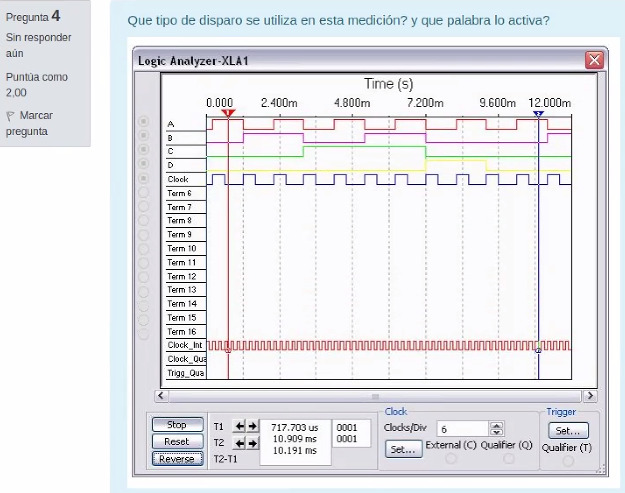 Pregunta 4
Sin responder
aún
Puntúa como
2,00
Marcar
pregunta
Que tipo de disparo se utiliza en esta medición? y que palabra lo activa?
Logic Analyzer-XLA1
Time (s)
0.000 2.400m 4.800m 7.200m 9.600m 12.000m
1 2
A
B
C
D
Clock
Term 6
Term 7
Term 8
Term 9
Term 10
Term 11
Term 12
Term 13
Term 14
Term 15
Term 16
Clock_Int
Clock_Qua
Trigg_Qua
Stop
Reset
Reverse
T1 717.703 us 0001
T2 10.909 ms 0001
T2-T1 10.191 ms
Clock
Clocks/Div 6
Set... External (C) Qualifier (Q)
Trigger
Set...
Qualifier (T)